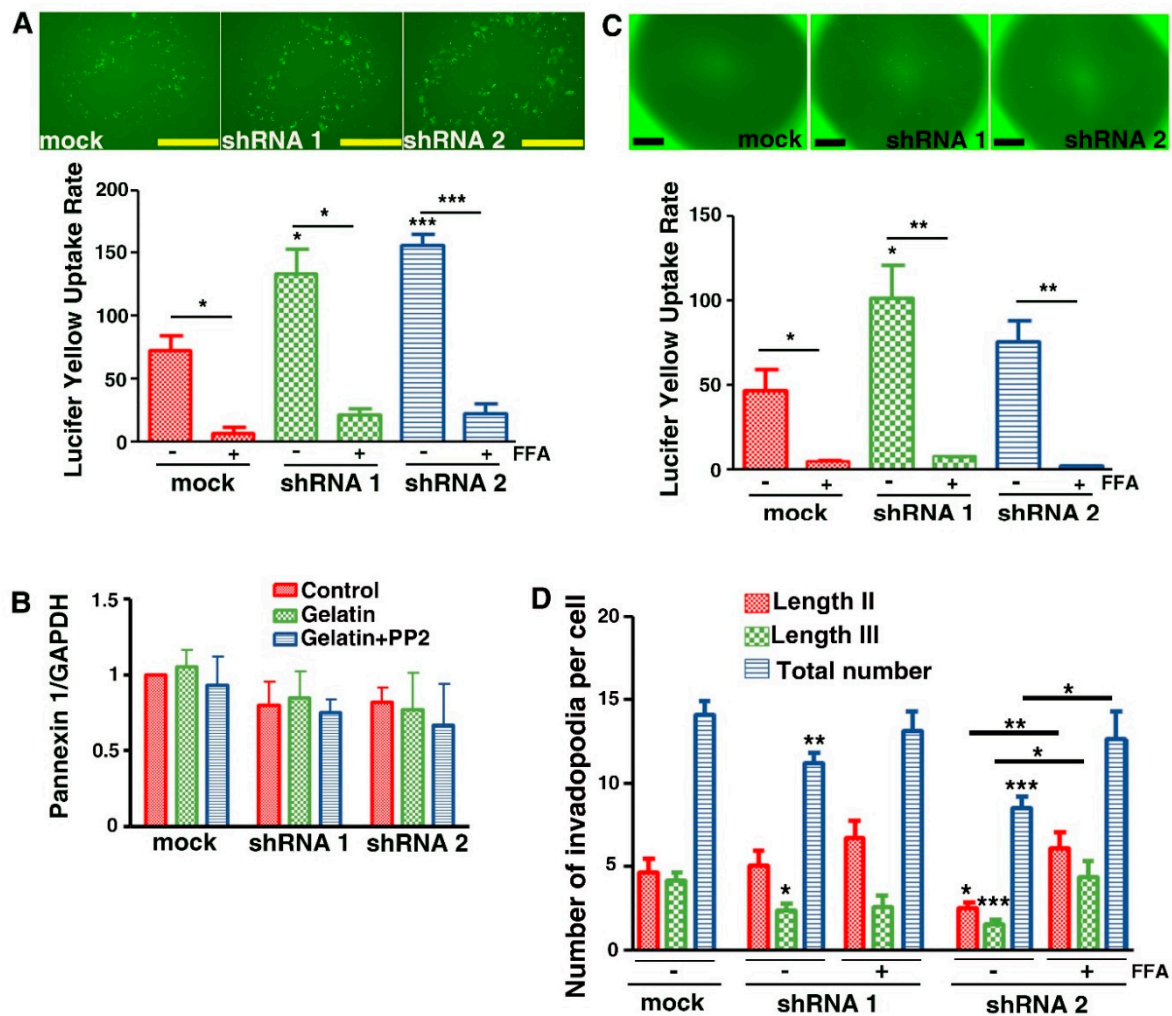 A
mock
shRNA 1
shRNA 2
Lucifer Yellow Uptake Rate
200
150
100
50
0
*
*
*
***
***
- + - + - + FFA
mock shRNA 1 shRNA 2
C
mock
shRNA 1
shRNA 2
Lucifer Yellow Uptake Rate
150
100
50
0
*
*
**
**
- + - + - + FFA
mock shRNA 1 shRNA 2
B
Pannexin 1/GAPDH
1.5
1
0.5
0
Control
Gelatin
Gelatin+PP2
mock shRNA 1 shRNA 2
D
Number of invadopodia per cell
20
15
10
5
0
Length II
Length III
Total number
*
**
*
***
*
**
*
*
***
- - + - + FFA
mock shRNA 1 shRNA 2